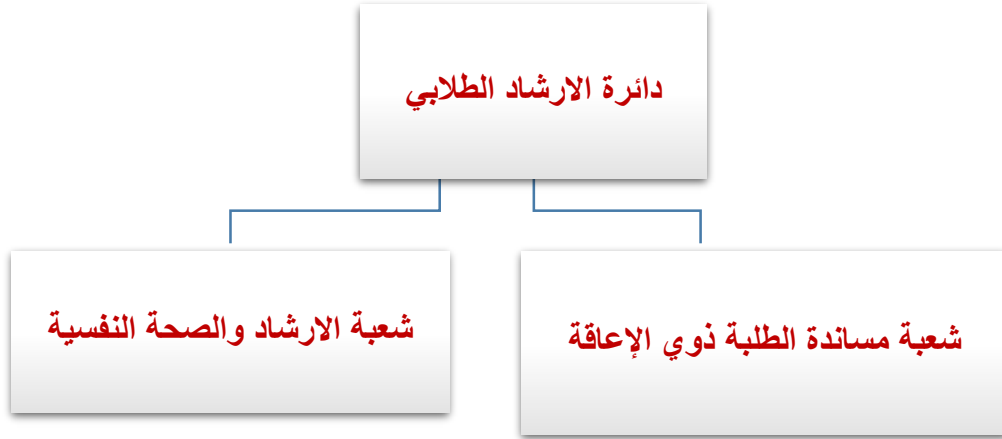 دائرة الارشاد الطلابي
شعبة مساندة الطلبة ذوي الإعاقة
شعبة الارشاد والصحة النفسية